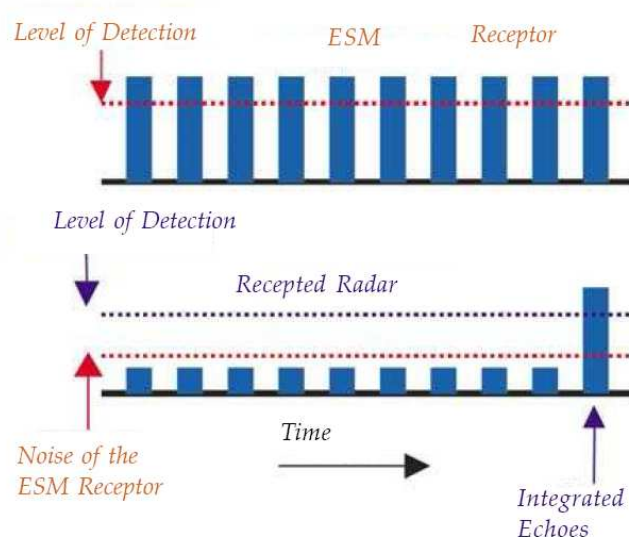 Level of Detection
ESM Receptor
Level of Detection
Recepted Radar
Time
Noise of the
ESM Receptor
Integrated
Echoes